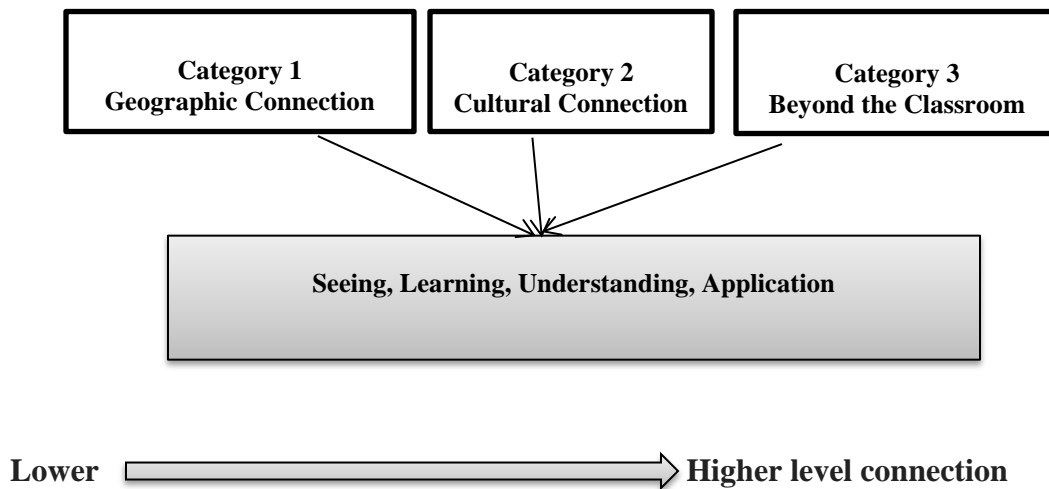 Category 1
Geographic Connection
Category 2
Cultural Connection
Category 3
Beyond the Classroom
Seeing, Learning, Understanding, Application
Lower
Higher level connection